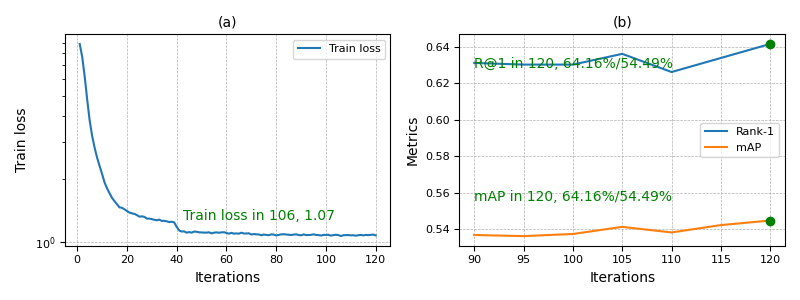 (a)
Train loss
Train loss
10^0
Train loss in 106, 1.07
0 20 40 60 80 100 120
Iterations
(b)
Metrics
0.64
0.62
0.60
0.58
0.56
0.54
R@1 in 120, 64.16%/54.49%
Rank-1
mAP
mAP in 120, 64.16%/54.49%
90 95 100 105 110 115 120
Iterations